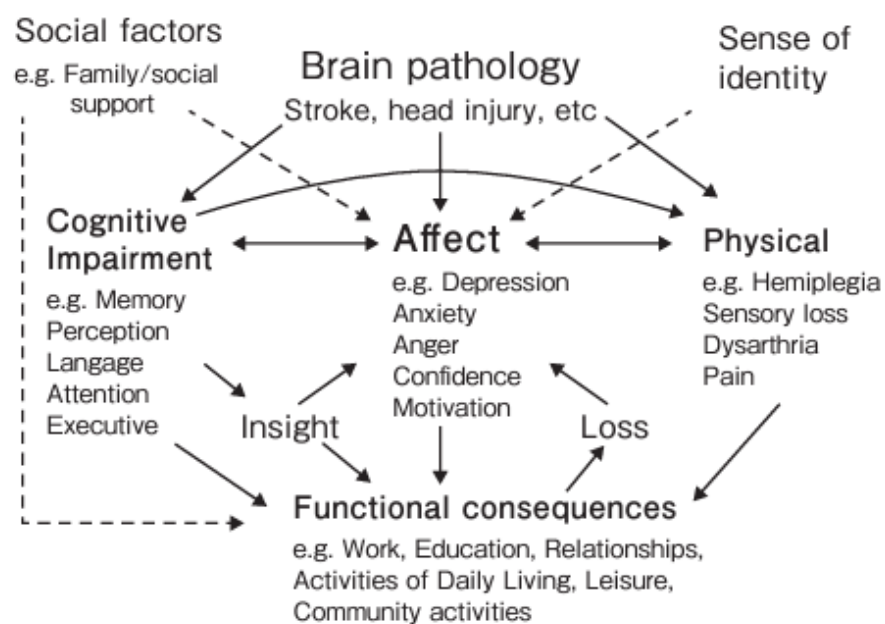 Social factors
e.g. Family/social
support
Brain pathology
Stroke, head injury, etc
Sense of
identity
Cognitive
Impairment
e.g. Memory
Perception
Langage
Attention
Executive
Affect
e.g. Depression
Anxiety
Anger
Confidence
Motivation
Physical
e.g. Hemiplegia
Sensory loss
Dysarthria
Pain
Insight
Loss
Functional consequences
e.g. Work, Education, Relationships,
Activities of Daily Living, Leisure,
Community activities